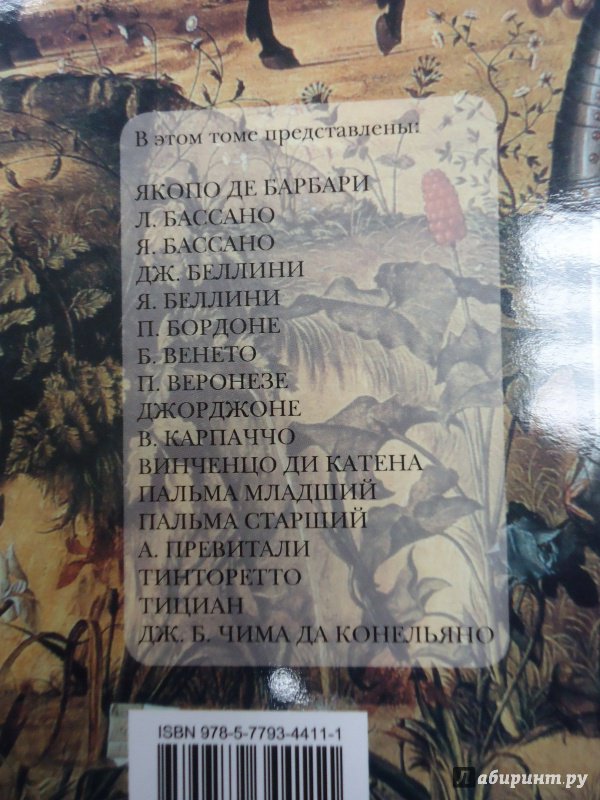 В этом томе представлены:
ЯКОПО ДЕ БАРБАРИ
Л. БАССАНО
Я. БАССАНО
ДЖ. БЕЛЛИНИ
Я. БЕЛЛИНИ
П. БОРДОНЕ
Б. ВЕНЕТО
П. ВЕРОНЕЗЕ
ДЖОРДЖОНЕ
В. КАРПАЧЧО
ВИНЧЕНЦО ДИ КАТЕНА
ПАЛЬМА МЛАДШИЙ
ПАЛЬМА СТАРШИЙ
А. ПРЕВИТАЛИ
ТИНТОРЕТТО
ТИЦИАН
ДЖ. Б. ЧИМА ДА КОНЕЛЬЯНО
ISBN 978-5-7793-4411-1
Лабиринт.ру